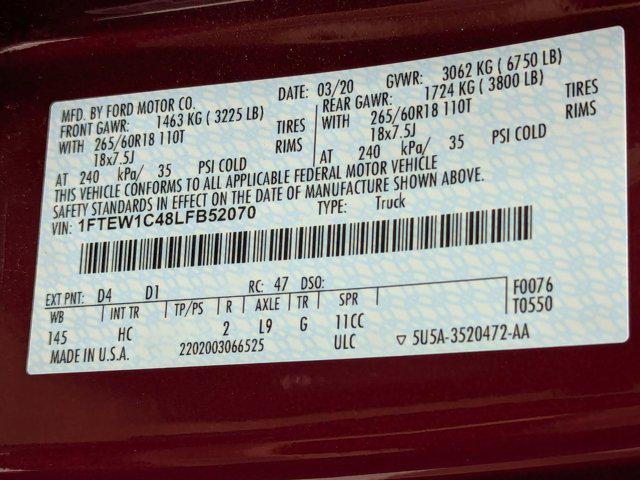 MFD. BY FORD MOTOR CO. DATE: 03/20 GVWR: 3062 KG ( 6750 LB)
FRONT GAWR: 1463 KG ( 3225 LB) REAR GAWR: 1724 KG ( 3800 LB)
WITH 265/60R18 110T TIRES WITH 265/60R18 110T TIRES
18x7.5J RIMS 18x7.5J RIMS
AT 240 kPa/ 35 PSI COLD AT 240 kPa/ 35 PSI COLD
THIS VEHICLE CONFORMS TO ALL APPLICABLE FEDERAL MOTOR VEHICLE
SAFETY STANDARDS IN EFFECT ON THE DATE OF MANUFACTURE SHOWN ABOVE.
VIN: 1FTEW1C48LFB52070 TYPE: Truck
EXT PNT: D4 D1 RC: 47 DSO: F0076
WB INT TR TP/PS R AXLE TR SPR T0550
145 HC 2 L9 G 11CC
MADE IN U.S.A. 2202003066525 ULC ▽ 5U5A-3520472-AA